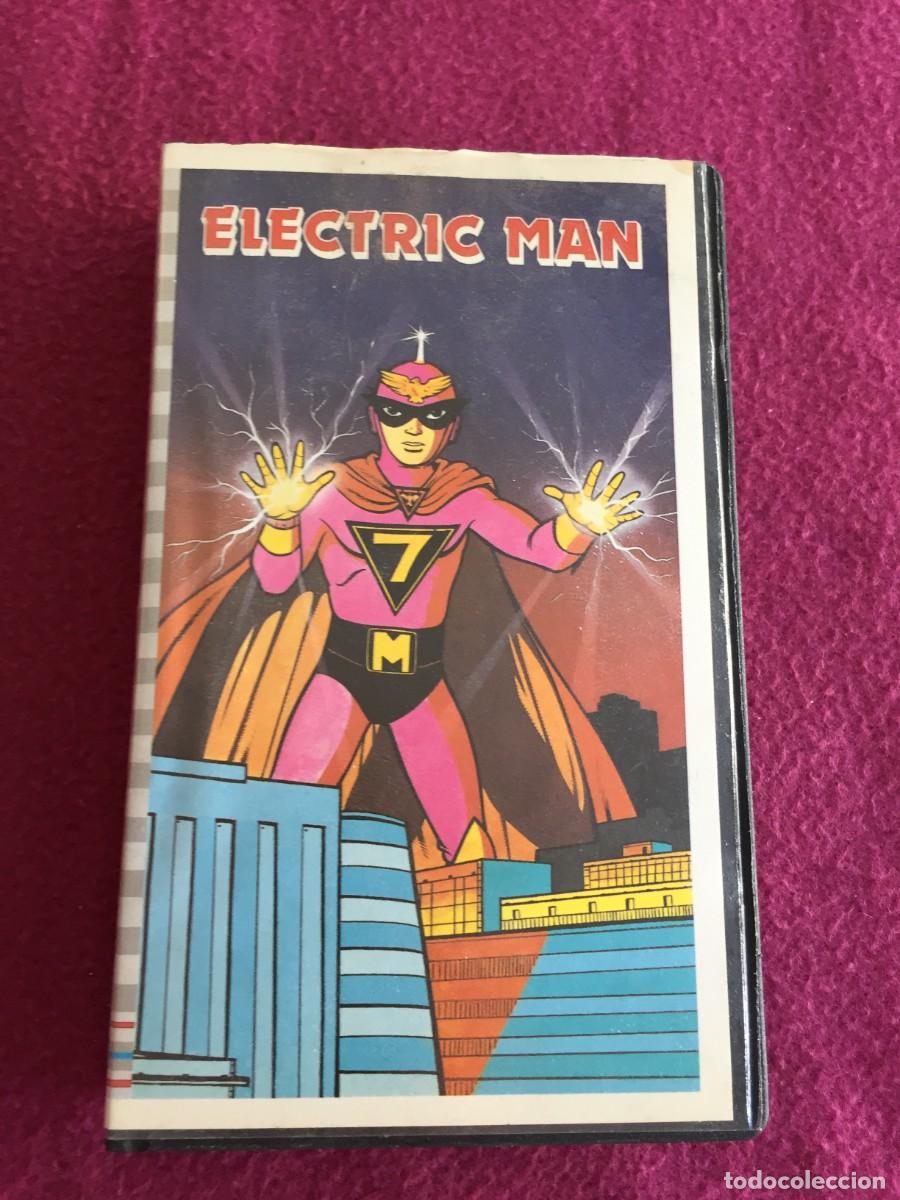 ELECTRIC MAN
7
M
todocoleccion